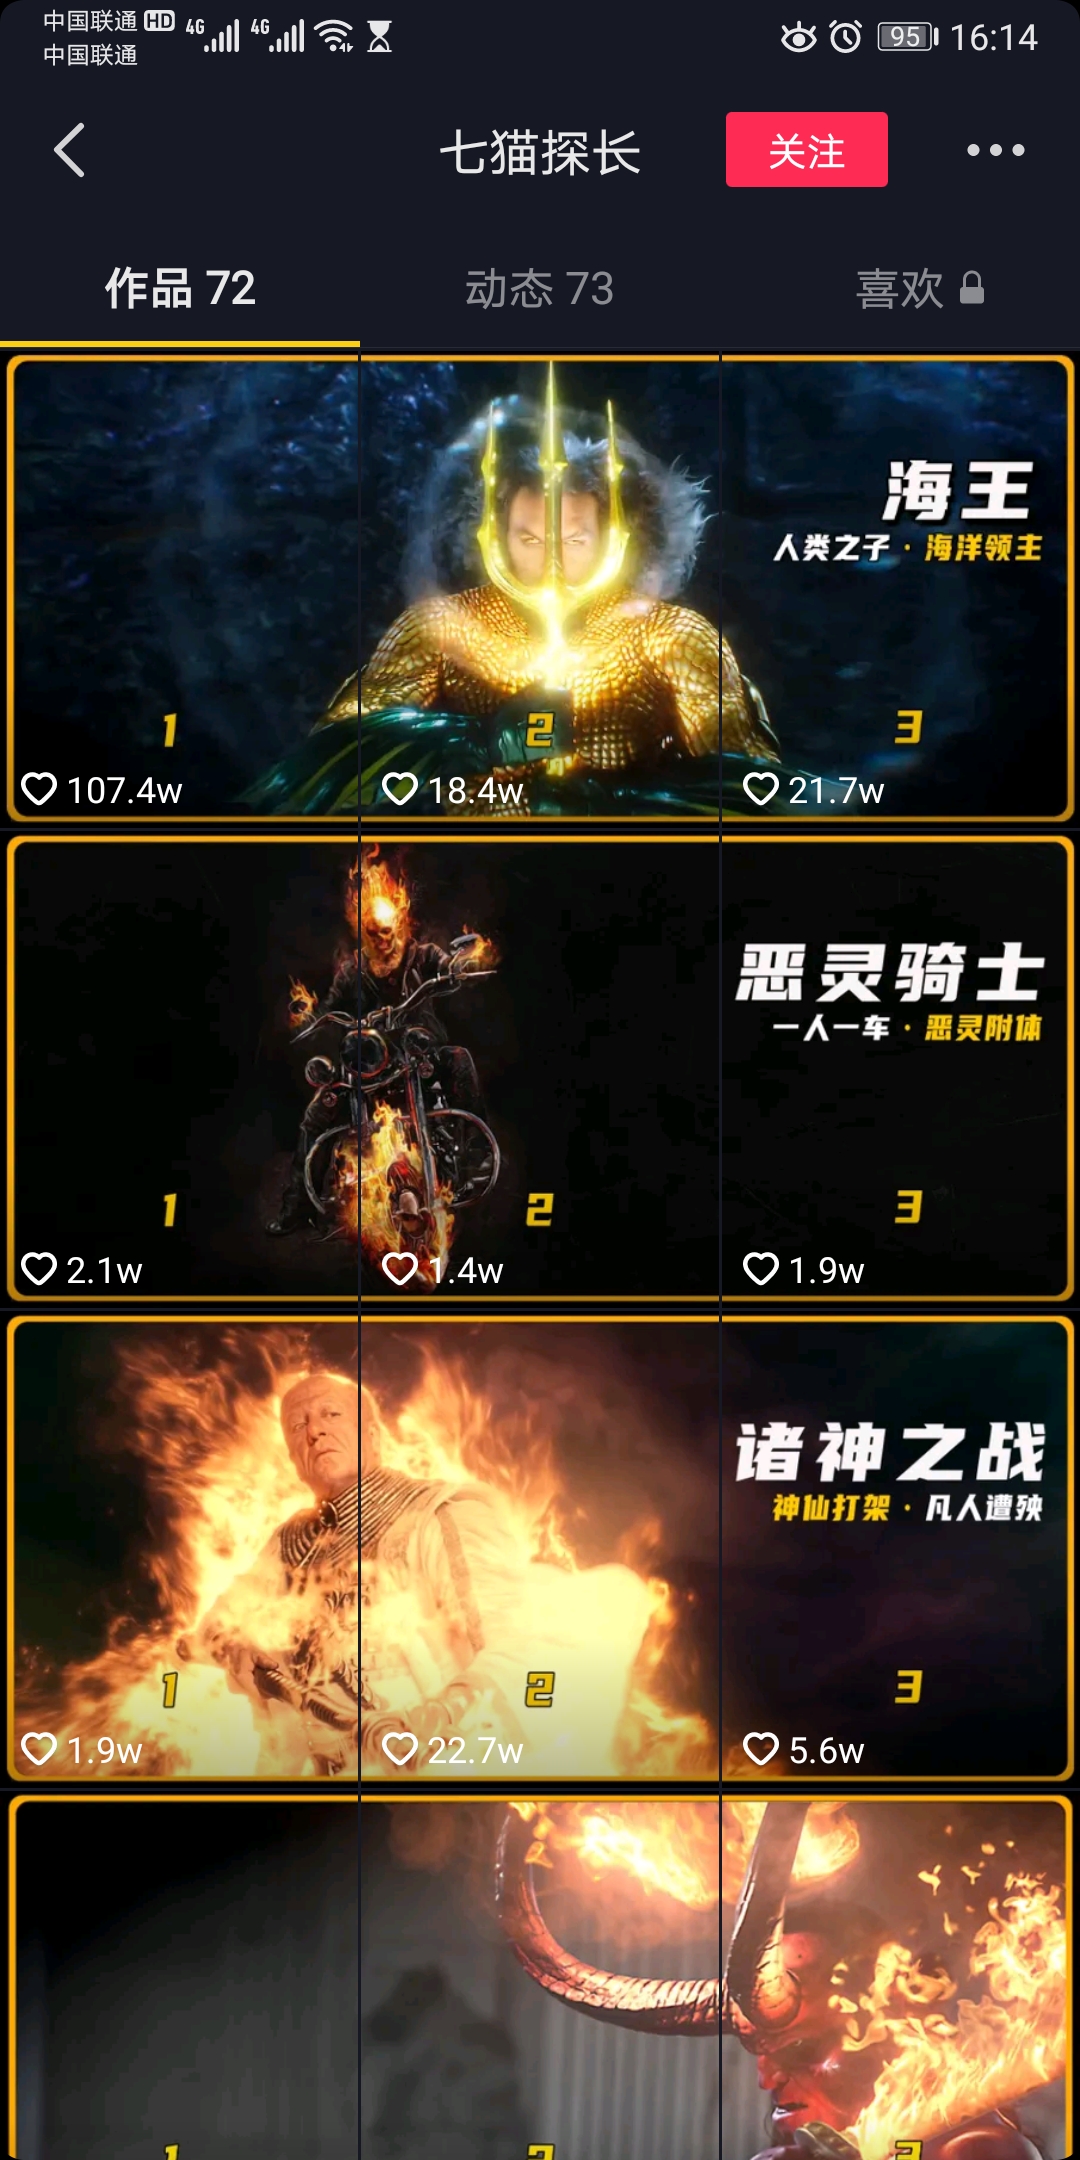 中国联通 HD 4G 4G 95 16:14
中国联通
七猫探长 关注
作品 72 动态 73 喜欢
海王
人类之子·海洋领主
1 2 3
107.4w 18.4w 21.7w
恶灵骑士
一人一车·恶灵附体
1 2 3
2.1w 1.4w 1.9w
诸神之战
神仙打架·凡人遭殃
1 2 3
1.9w 22.7w 5.6w
1 2 3